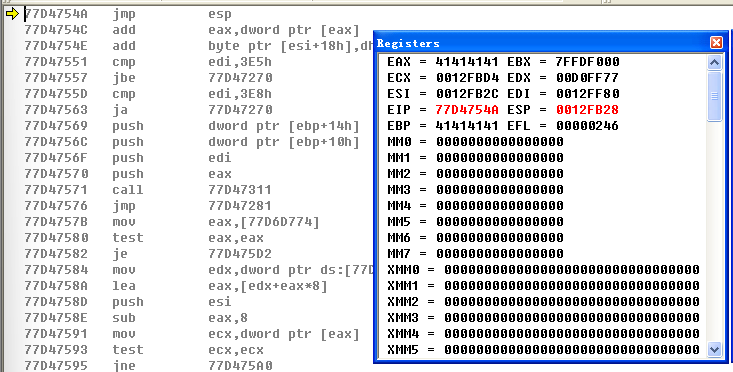 77D4754A jmp esp
77D4754C add eax,dword ptr [eax]
77D4754E add byte ptr [esi+18h],dh
77D47551 cmp edi,3E5h
77D47557 jbe 77D47270
77D4755D cmp edi,3E8h
77D47563 ja 77D47270
77D47569 push dword ptr [ebp+14h]
77D4756C push dword ptr [ebp+10h]
77D4756F push edi
77D47570 push eax
77D47571 call 77D47311
77D47576 jmp 77D47281
77D4757B mov eax,[77D6D774]
77D47580 test eax,eax
77D47582 je 77D475D2
77D47584 mov edx,dword ptr ds:[77D
77D4758A lea eax,[edx+eax*8]
77D4758D push esi
77D4758E sub eax,8
77D47591 mov ecx,dword ptr [eax]
77D47593 test ecx,ecx
77D47595 jne 77D475A0
Registers
EAX = 41414141 EBX = 7FFDF000
ECX = 0012FBD4 EDX = 00D0FF77
ESI = 0012FB2C EDI = 0012FF80
EIP = 77D4754A ESP = 0012FB28
EBP = 41414141 EFL = 00000246
MM0 = 0000000000000000
MM1 = 0000000000000000
MM2 = 0000000000000000
MM3 = 0000000000000000
MM4 = 0000000000000000
MM5 = 0000000000000000
MM6 = 0000000000000000
MM7 = 0000000000000000
XMM0 = 00000000000000000000000000000000
XMM1 = 00000000000000000000000000000000
XMM2 = 00000000000000000000000000000000
XMM3 = 00000000000000000000000000000000
XMM4 = 00000000000000000000000000000000
XMM5 = 00000000000000000000000000000000